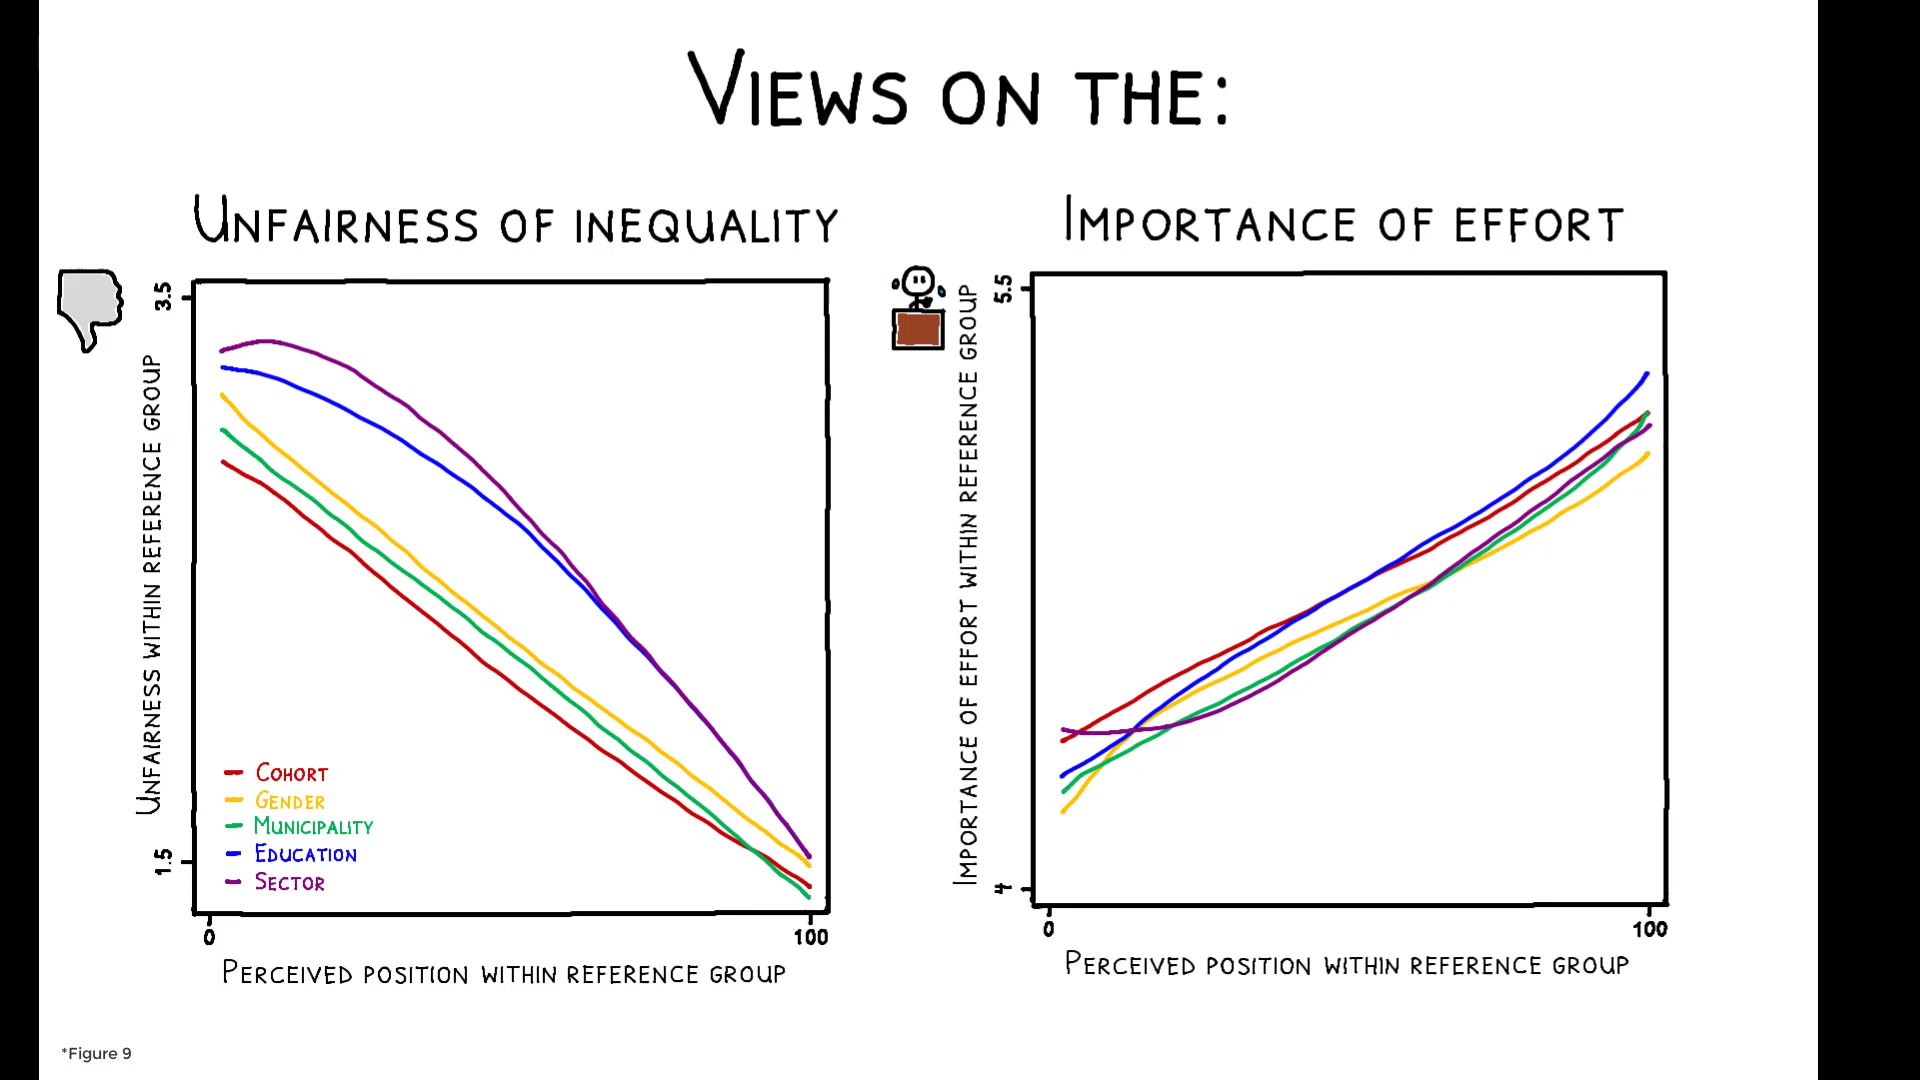 VIEWS ON THE:
UNFAIRNESS OF INEQUALITY
3.5
UNFAIRNESS WITHIN REFERENCE GROUP
1.5
COHORT
GENDER
MUNICIPALITY
EDUCATION
SECTOR
0
100
PERCEIVED POSITION WITHIN REFERENCE GROUP
IMPORTANCE OF EFFORT
5.5
IMPORTANCE OF EFFORT WITHIN REFERENCE GROUP
4
0
100
PERCEIVED POSITION WITHIN REFERENCE GROUP
*Figure 9